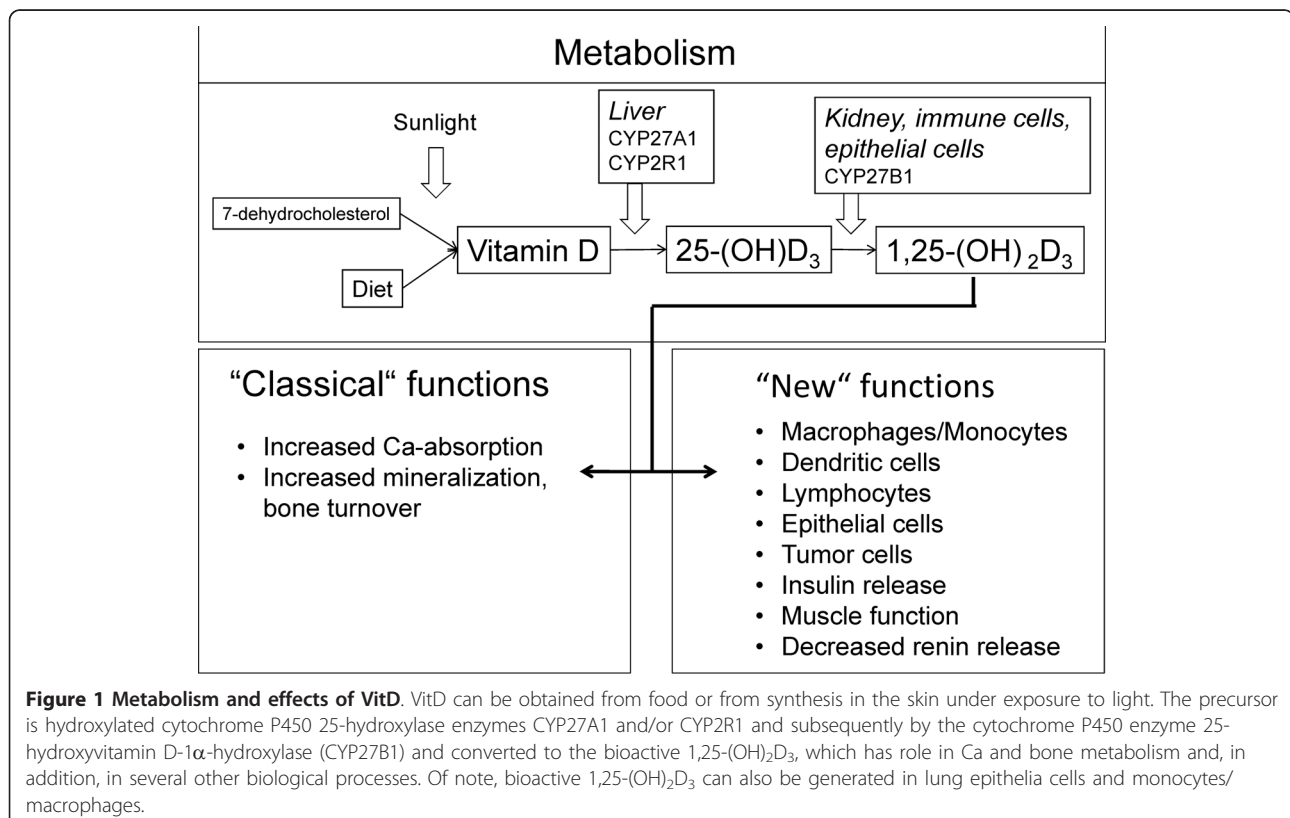 Metabolism
Sunlight
Liver
CYP27A1
CYP2R1
Kidney, immune cells,
epithelial cells
CYP27B1
7-dehydrocholesterol
Diet
Vitamin D
25-(OH)D₃
1,25-(OH) ₂D₃
“Classical“ functions
• Increased Ca-absorption
• Increased mineralization,
bone turnover
“New“ functions
• Macrophages/Monocytes
• Dendritic cells
• Lymphocytes
• Epithelial cells
• Tumor cells
• Insulin release
• Muscle function
• Decreased renin release
Figure 1 Metabolism and effects of VitD. VitD can be obtained from food or from synthesis in the skin under exposure to light. The precursor
is hydroxylated cytochrome P450 25-hydroxylase enzymes CYP27A1 and/or CYP2R1 and subsequently by the cytochrome P450 enzyme 25-
hydroxyvitamin D-1α-hydroxylase (CYP27B1) and converted to the bioactive 1,25-(OH)₂D₃, which has role in Ca and bone metabolism and, in
addition, in several other biological processes. Of note, bioactive 1,25-(OH)₂D₃ can also be generated in lung epithelia cells and monocytes/
macrophages.